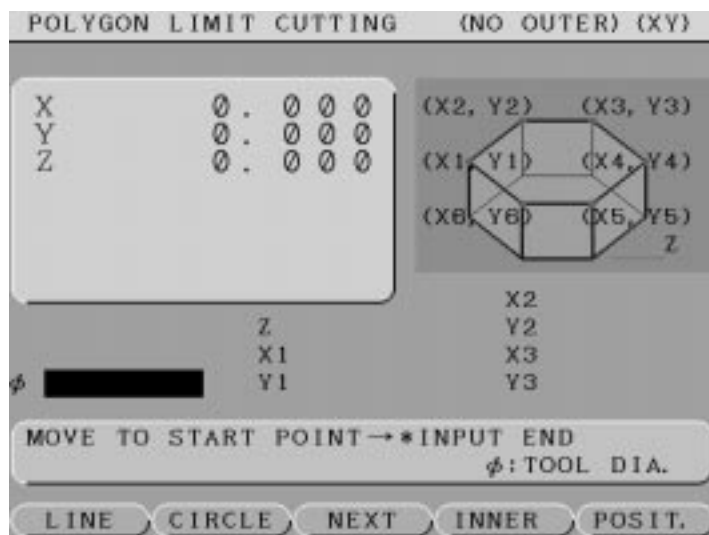 POLYGON LIMIT CUTTING (NO OUTER) (XY)
X 0. 000
Y 0. 000
Z 0. 000
(X2, Y2) (X3, Y3)
(X1, Y1) (X4, Y4)
(X6, Y6) (X5, Y5)
Z
Z X2
X1 Y2
Y1 X3
Y3
φ
MOVE TO START POINT→*INPUT END
φ:TOOL DIA.
LINE CIRCLE NEXT INNER POSIT.